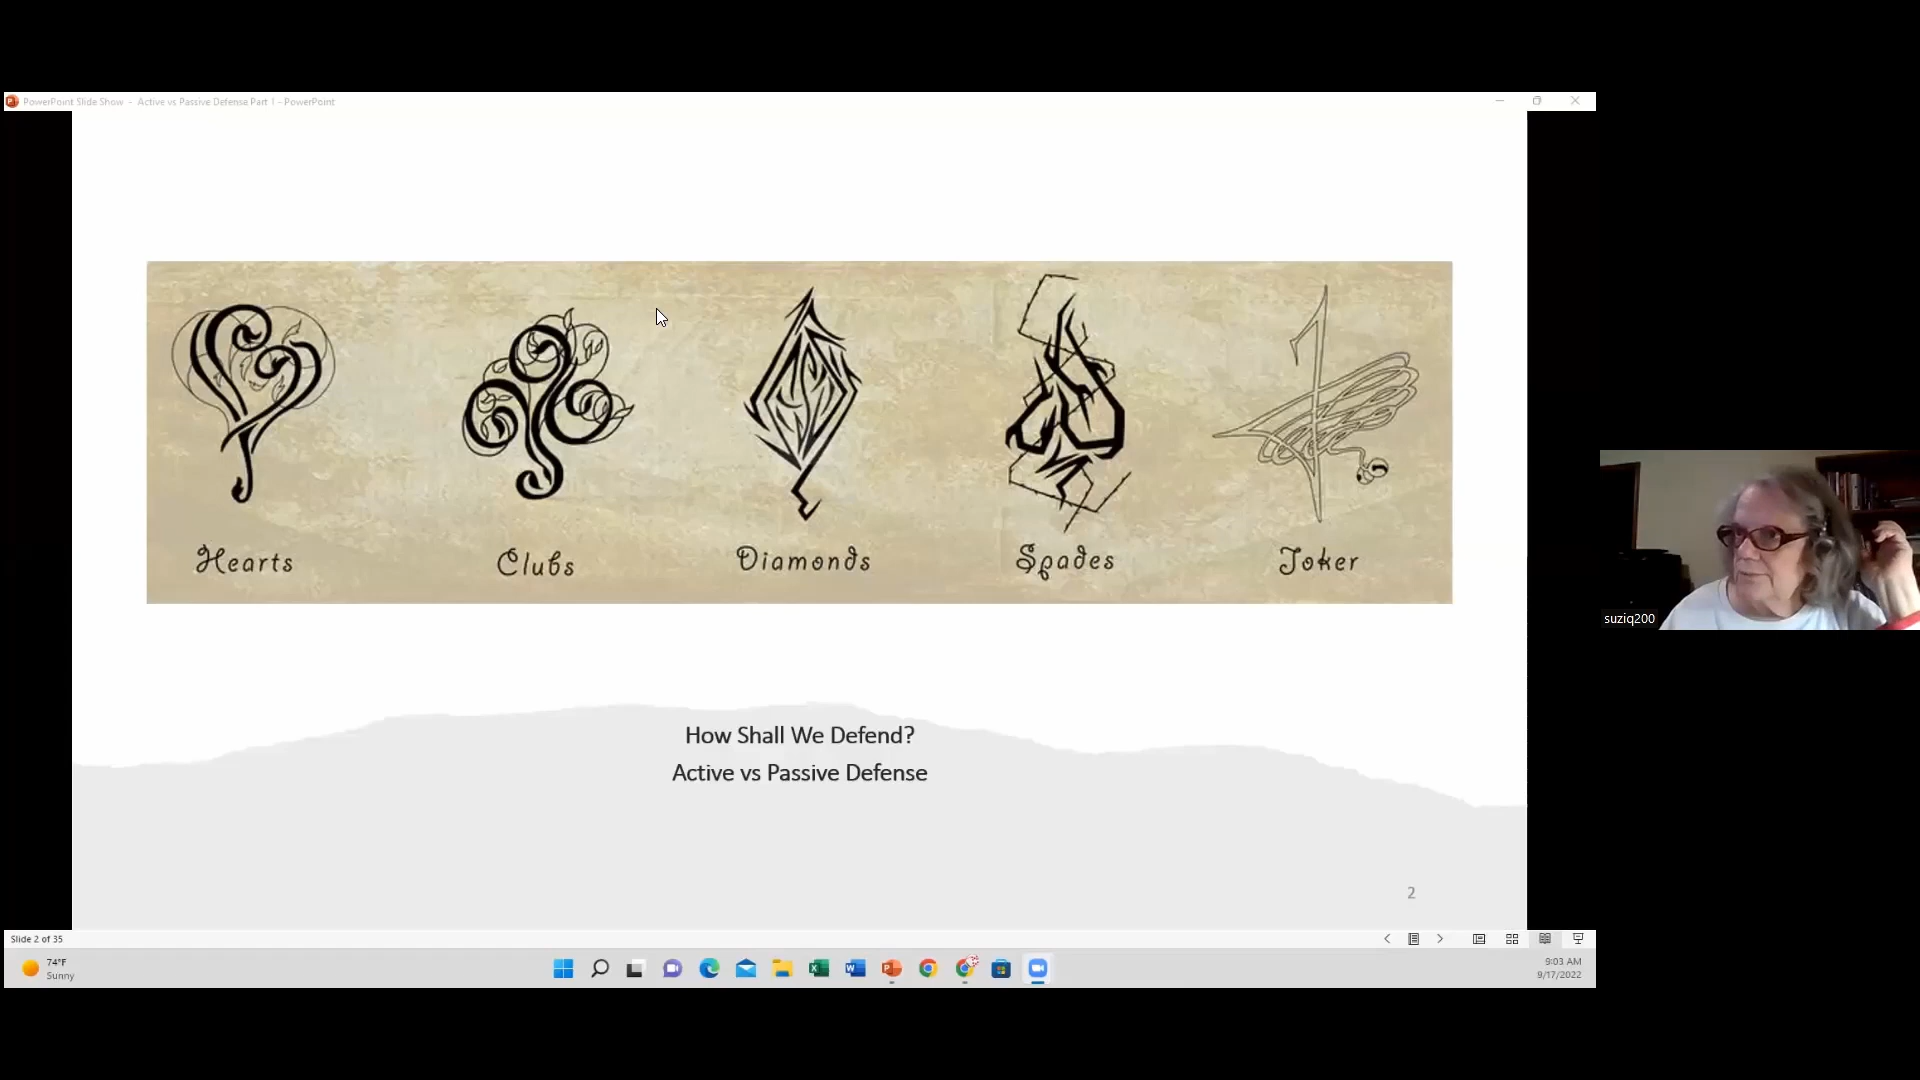 PowerPoint Slide Show - Active vs Passive Defense Part 1 - PowerPoint
Hearts
Clubs
Diamonds
Spades
Joker
suziq200
How Shall We Defend?
Active vs Passive Defense
2
Slide 2 of 35
74°F
Sunny
9:03 AM
9/17/2022